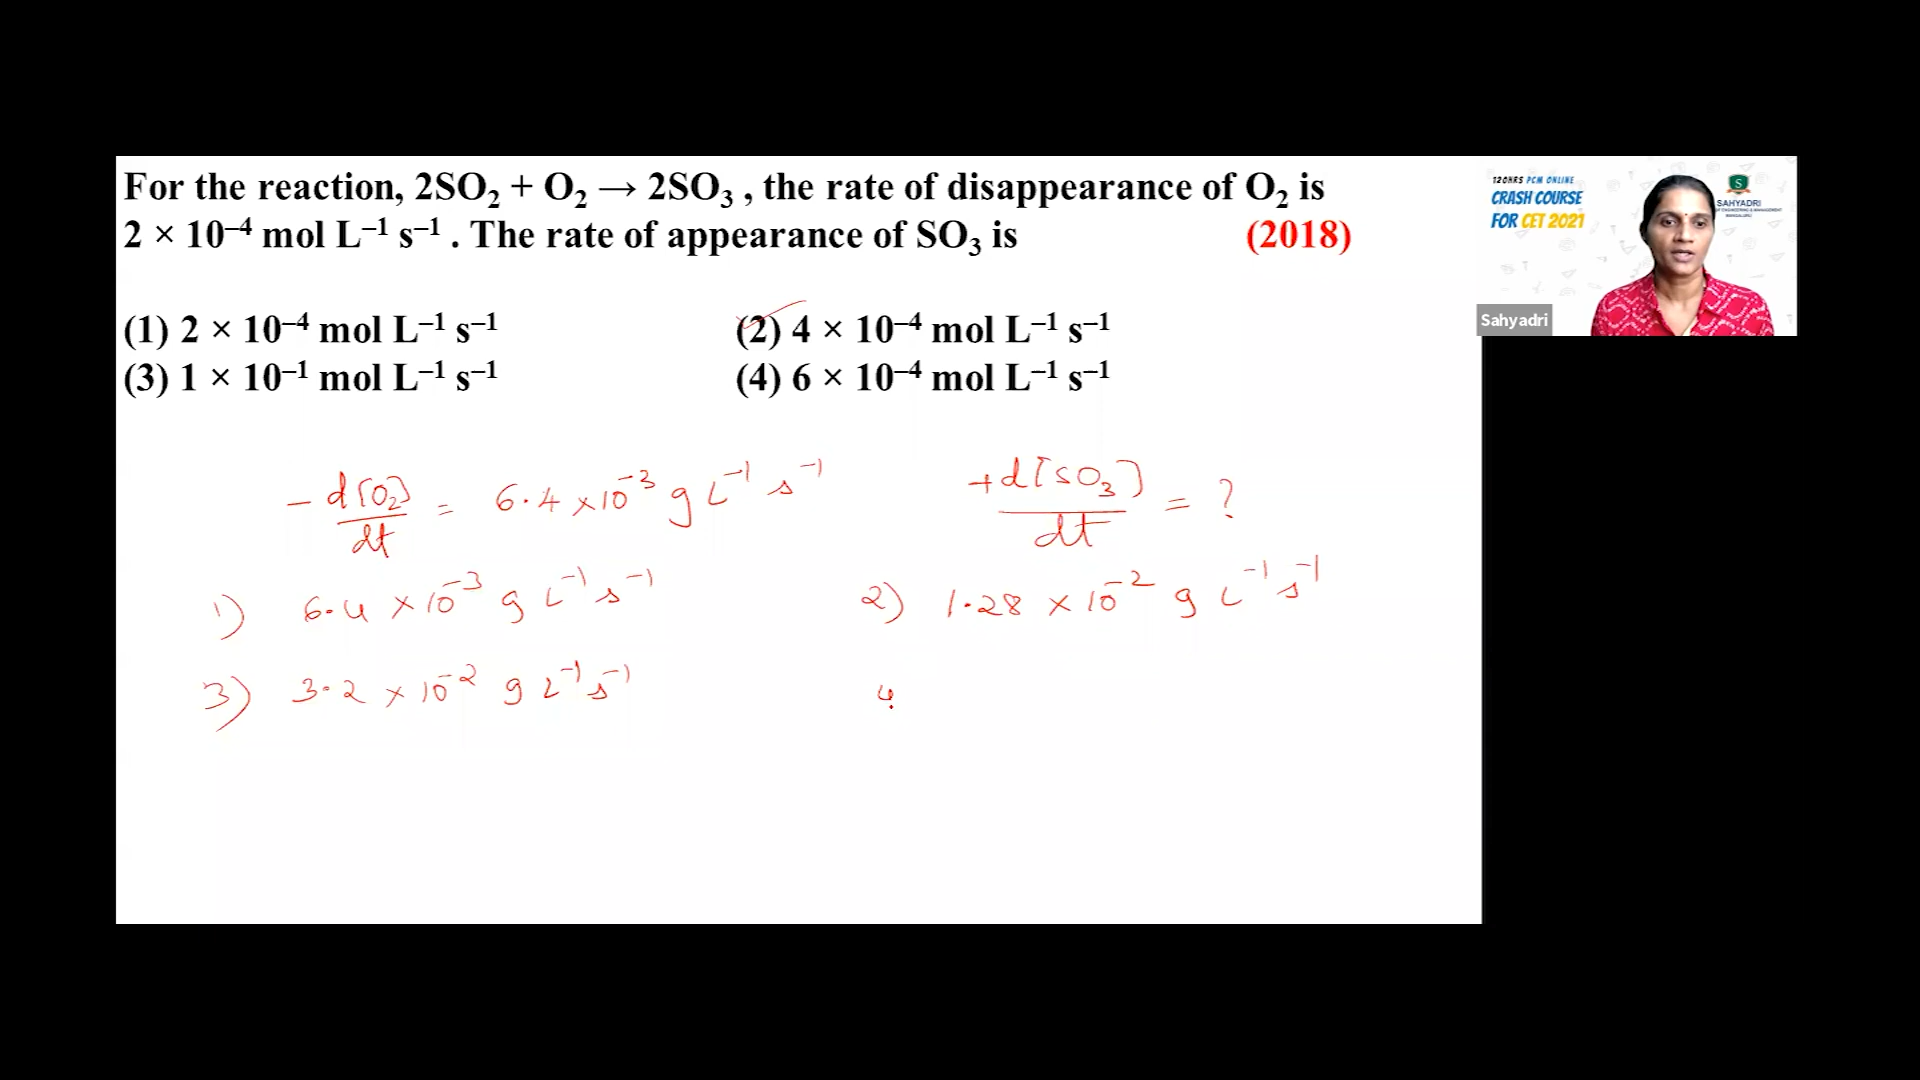 For the reaction, 2SO₂ + O₂ → 2SO₃ , the rate of disappearance of O₂ is
2 × 10⁻⁴ mol L⁻¹ s⁻¹ . The rate of appearance of SO₃ is (2018)
(1) 2 × 10⁻⁴ mol L⁻¹ s⁻¹ (2) 4 × 10⁻⁴ mol L⁻¹ s⁻¹
(3) 1 × 10⁻¹ mol L⁻¹ s⁻¹ (4) 6 × 10⁻⁴ mol L⁻¹ s⁻¹
- d[O₂]/dt = 6.4 × 10⁻³ g L⁻¹ s⁻¹ +d[SO₃]/dt = ?
1) 6.4 × 10⁻³ g L⁻¹ s⁻¹ 2) 1.28 × 10⁻² g L⁻¹ s⁻¹
3) 3.2 × 10⁻² g L⁻¹ s⁻¹ 4
120HRS PCM ONLINE
CRASH COURSE
FOR CET 2021
S
SAHYADRI
ENGINEERING & MANAGEMENT
MANGALURU
Sahyadri